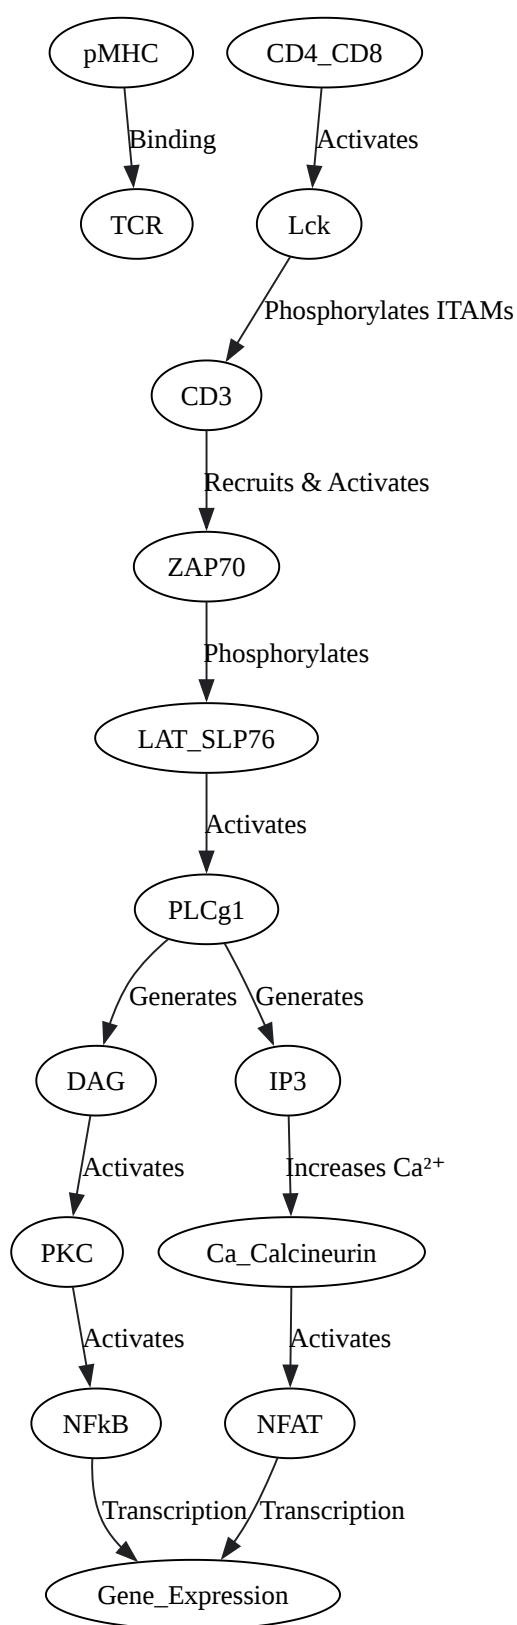 pMHC
CD4_CD8
Binding
Activates
TCR
Lck
Phosphorylates ITAMs
CD3
Recruits & Activates
ZAP70
Phosphorylates
LAT_SLP76
Activates
PLCg1
Generates
Generates
DAG
IP3
Activates
Increases Ca²⁺
PKC
Ca_Calcineurin
Activates
Activates
NFkB
NFAT
Transcription
Transcription
Gene_Expression